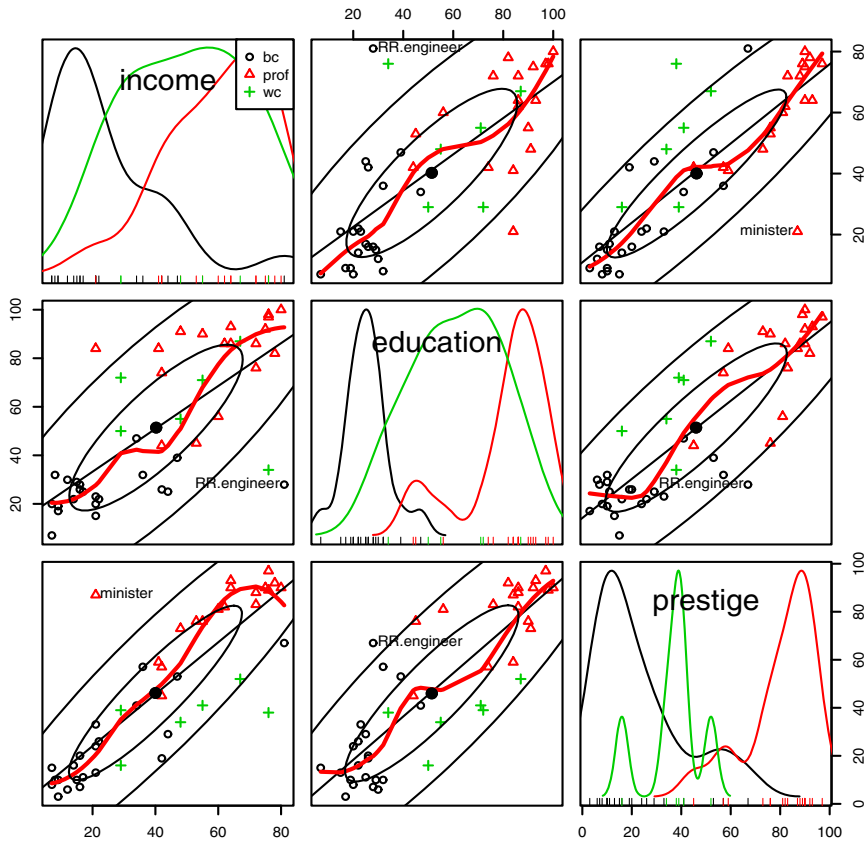 20 40 60 80 100
income
bc
prof
wc
RR.engineer
minister
20 40 60 80
20 40 60 80 100
education
RR.engineer
RR.engineer
minister
RR.engineer
prestige
0 20 40 60 80 100
20 40 60 80
20 40 60 80 100
0 20 40 60 80 100